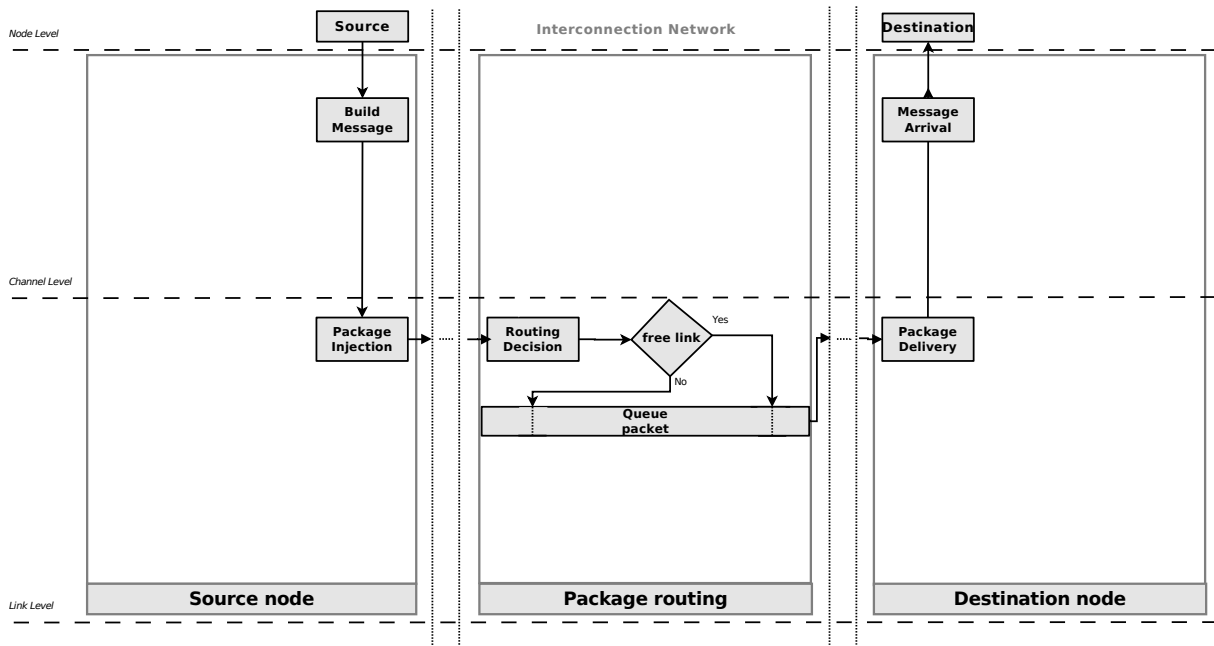 Source
Interconnection Network
Destination
Node Level
Build
Message
Message
Arrival
Channel Level
Package
Injection
Routing
Decision
free link
Yes
No
Package
Delivery
Queue
packet
Source node
Package routing
Destination node
Link Level